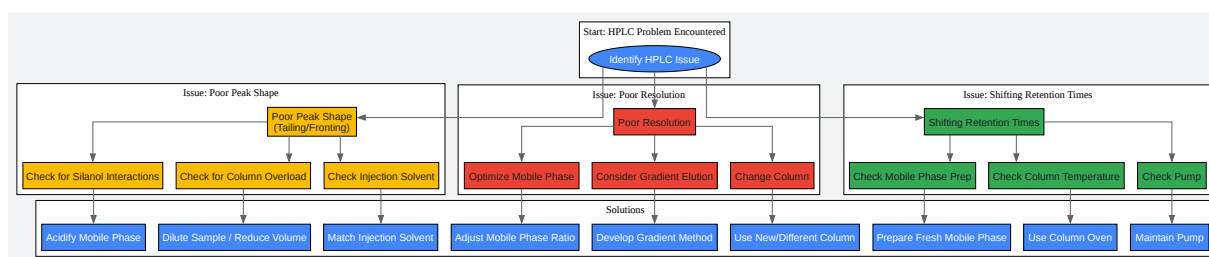 Start: HPLC Problem Encountered
Identify HPLC Issue
Issue: Poor Peak Shape
Issue: Poor Resolution
Issue: Shifting Retention Times
Poor Peak Shape
(Tailing/Fronting)
Poor Resolution
Shifting Retention Times
Check for Silanol Interactions
Check for Column Overload
Check Injection Solvent
Optimize Mobile Phase
Consider Gradient Elution
Change Column
Check Mobile Phase Prep
Check Column Temperature
Check Pump
Solutions
Acidify Mobile Phase
Dilute Sample / Reduce Volume
Match Injection Solvent
Adjust Mobile Phase Ratio
Develop Gradient Method
Use New/Different Column
Prepare Fresh Mobile Phase
Use Column Oven
Maintain Pump